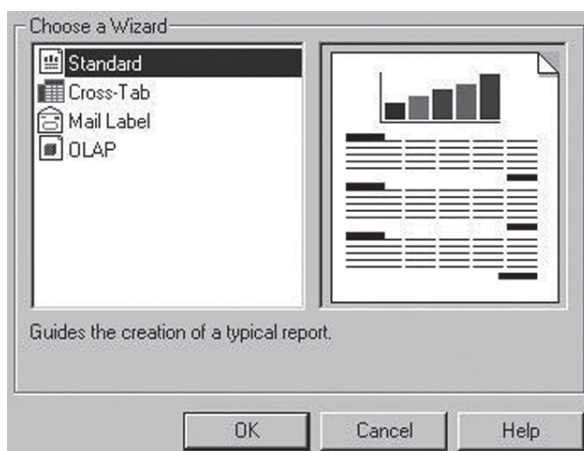 Choose a Wizard
Standard
Cross-Tab
Mail Label
OLAP
Guides the creation of a typical report.
OK
Cancel
Help